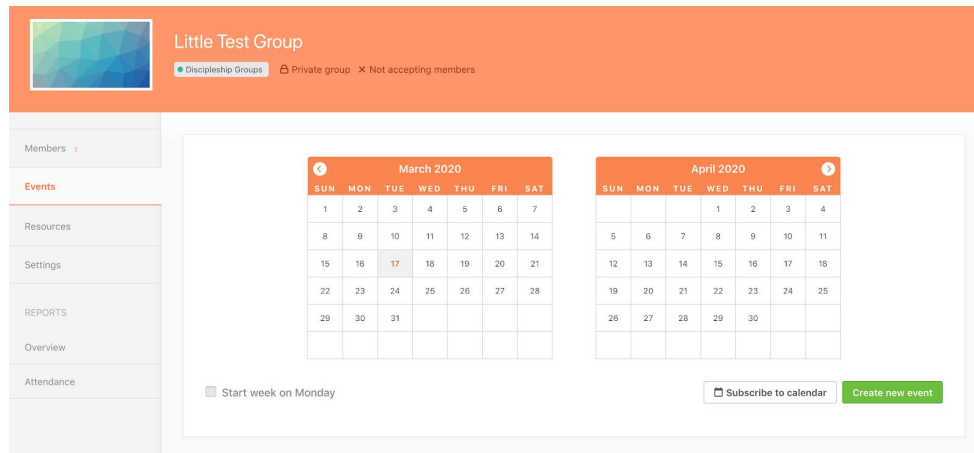 Little Test Group
Discipleship Groups Private group Not accepting members
Members 1
Events
Resources
Settings
REPORTS
Overview
Attendance
March 2020
SUN MON TUE WED THU FRI SAT
1 2 3 4 5 6 7
8 9 10 11 12 13 14
15 16 17 18 19 20 21
22 23 24 25 26 27 28
29 30 31
April 2020
SUN MON TUE WED THU FRI SAT
1 2 3 4
5 6 7 8 9 10 11
12 13 14 15 16 17 18
19 20 21 22 23 24 25
26 27 28 29 30
Start week on Monday
Subscribe to calendar
Create new event